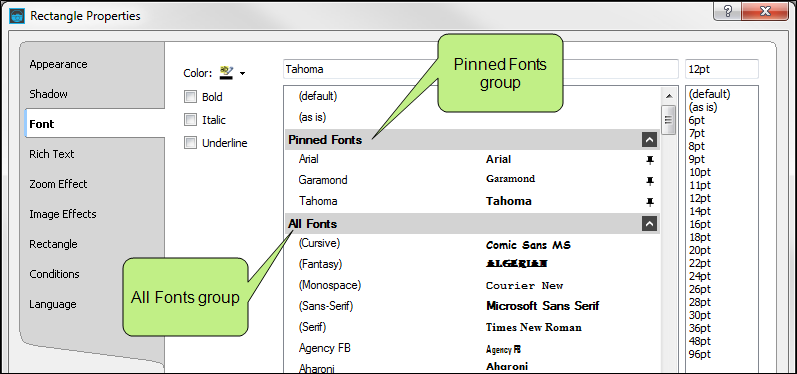 Rectangle Properties
Appearance
Shadow
Font
Rich Text
Zoom Effect
Image Effects
Rectangle
Conditions
Language
Color:
Bold
Italic
Underline
Tahoma
(default)
(as is)
Pinned Fonts
Arial Arial
Garamond Garamond
Tahoma Tahoma
All Fonts
(Cursive) Comic Sans MS
(Fantasy) ALGERIAN
(Monospace) Courier New
(Sans-Serif) Microsoft Sans Serif
(Serif) Times New Roman
Agency FB Agency FB
Aharoni Aharoni
12pt
(default)
(as is)
6pt
7pt
8pt
9pt
10pt
11pt
12pt
14pt
16pt
18pt
20pt
22pt
24pt
26pt
28pt
30pt
36pt
48pt
96pt
Pinned Fonts
group
All Fonts group